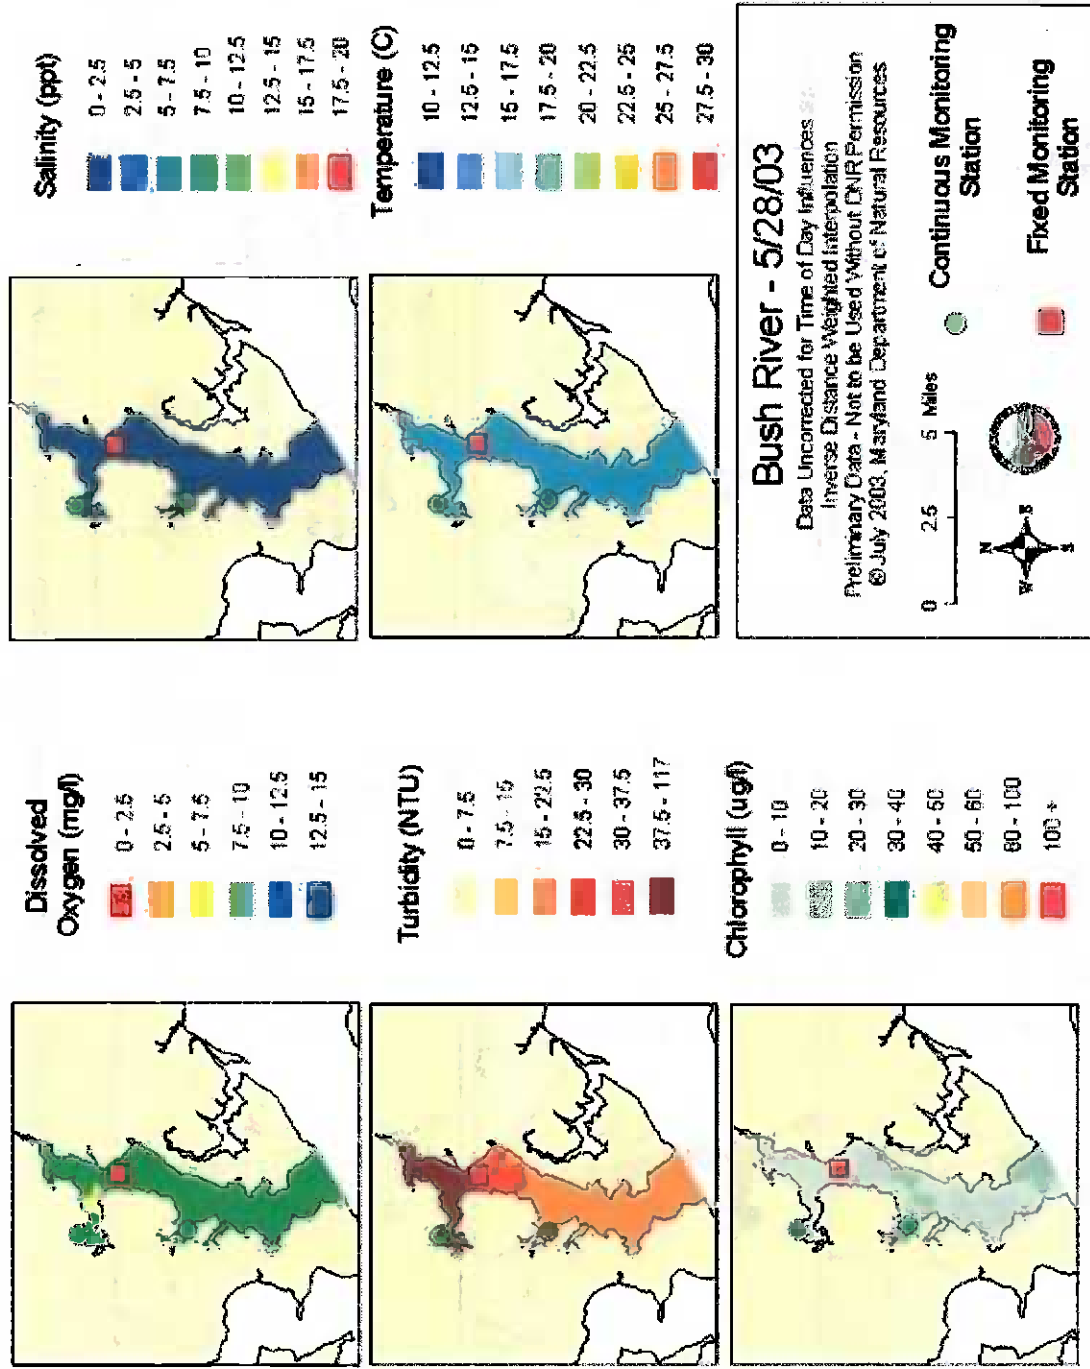 Dissolved
Oxygen (mg/l)
0 - 2.5
2.5 - 5
5 - 7.5
7.5 - 10
10 - 12.5
12.5 - 15
Salinity (ppt)
0 - 2.5
2.5 - 5
5 - 7.5
7.5 - 10
10 - 12.5
12.5 - 15
15 - 17.5
17.5 - 20
Turbidity (NTU)
0 - 7.5
7.5 - 15
15 - 22.5
22.5 - 30
30 - 37.5
37.5 - 117
Temperature (C)
10 - 12.5
12.5 - 15
15 - 17.5
17.5 - 20
20 - 22.5
22.5 - 25
25 - 27.5
27.5 - 30
Chlorophyll (ug/l)
0 - 10
10 - 20
20 - 30
30 - 40
40 - 50
50 - 60
60 - 100
100 +
Bush River - 5/28/03
Data Uncorrected for Time of Day Influences
Inverse Distance Weighted Interpolation
Preliminary Data - Not to be Used Without DNR Permission
© July 2003, Maryland Department of Natural Resources
0 2.5 5 Miles
N
W E
S
Continuous Monitoring
Station
Fixed Monitoring
Station